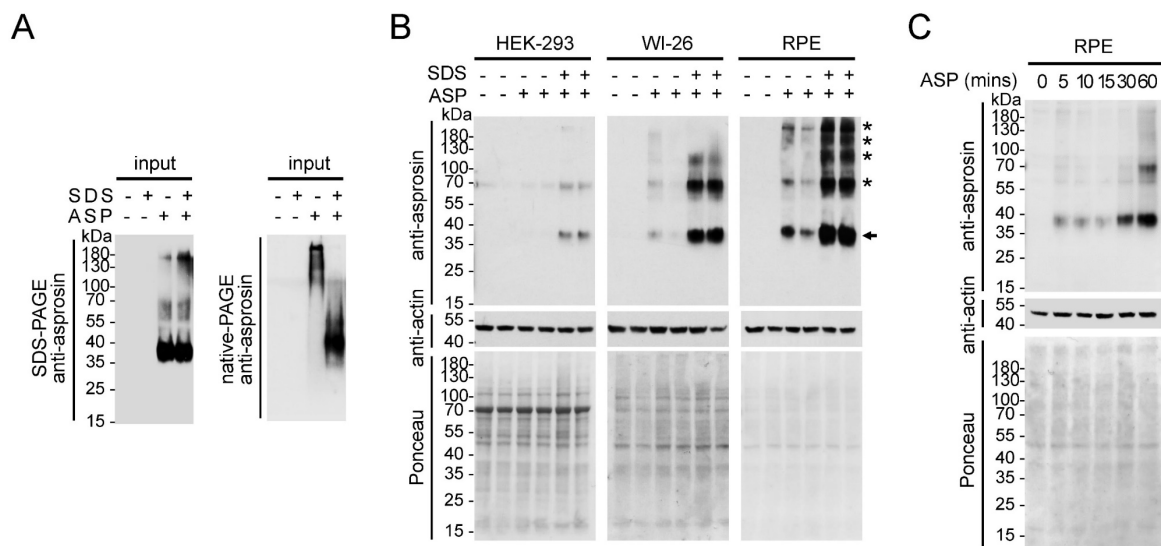 A
input
SDS - + - +
ASP - - + +
kDa
180
130
100
70
55
40
35
25
15
SDS-PAGE
anti-asprosin
input
SDS - + - +
ASP - - + +
native-PAGE
anti-asprosin
B
HEK-293 WI-26 RPE
SDS - - - - + + - - - - + + - - - - + +
ASP - - + + + + - - + + + + - - + + + +
kDa
180
130
100
70
55
40
35
25
15
anti-asprosin
*
*
*
*
55
40
anti-actin
180
130
100
70
55
40
35
25
15
Ponceau
C
RPE
ASP (mins) 0 5 10 15 30 60
kDa
180
130
100
70
55
40
35
25
15
anti-asprosin
55
40
anti-actin
180
130
100
70
55
40
35
25
15
Ponceau